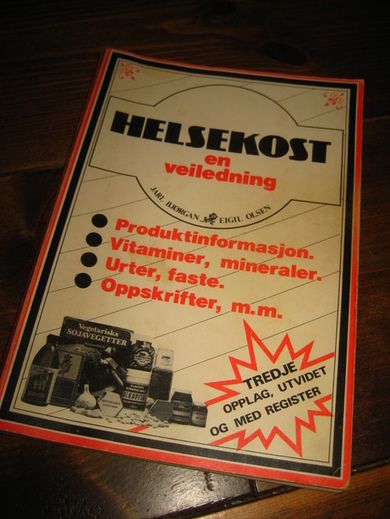 HELSEKOST
en
veiledning
JARL BJØRGAN EIGIL OLSEN
Produktinformasjon.
Vitaminer, mineraler.
Urter, faste.
Oppskrifter, m.m.
Vegetariska
SOJAVEGETTER
TREDJE
OPPLAG, UTVIDET
OG MED REGISTER